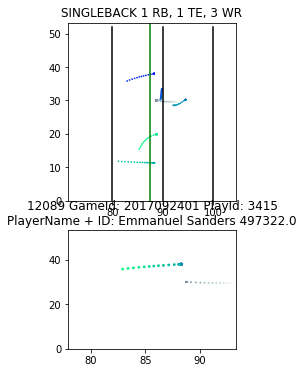 SINGLEBACK 1 RB, 1 TE, 3 WR
50
40
30
20
10
0
80 90 100
12089 GameId: 2017092401 PlayId: 3415
PlayerName + ID: Emmanuel Sanders 497322.0
40
20
0
80 85 90